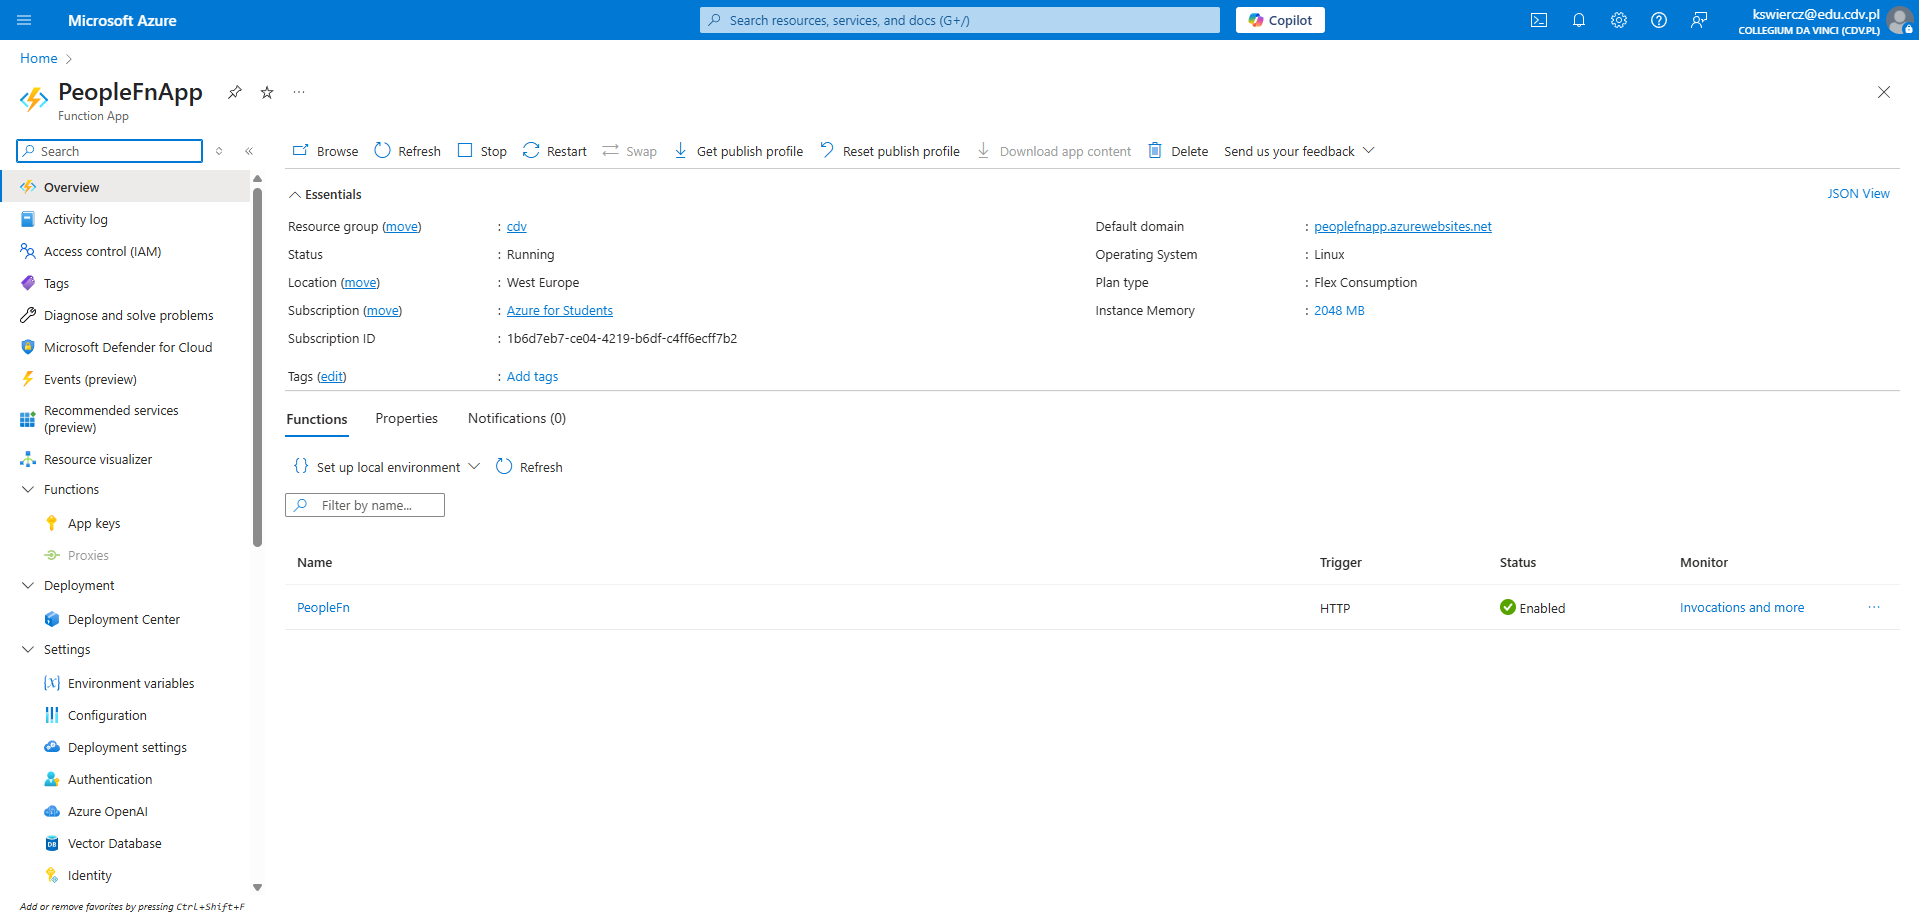 Microsoft Azure
Search resources, services, and docs (G+/)
Copilot
kswiercz@edu.cdv.pl
COLLEGIUM DA VINCI (CDV.PL)
Home
PeopleFnApp
Function App
Search
Browse Refresh Stop Restart Swap Get publish profile Reset publish profile Download app content Delete Send us your feedback
Overview
Activity log
Access control (IAM)
Tags
Diagnose and solve problems
Microsoft Defender for Cloud
Events (preview)
Recommended services
(preview)
Resource visualizer
Functions
App keys
Proxies
Deployment
Deployment Center
Settings
Environment variables
Configuration
Deployment settings
Authentication
Azure OpenAI
Vector Database
Identity
Add or remove favorites by pressing Ctrl+Shift+F
Essentials
JSON View
Resource group (move) : cdv
Status : Running
Location (move) : West Europe
Subscription (move) : Azure for Students
Subscription ID : 1b6d7eb7-ce04-4219-b6df-c4ff6ecff7b2
Tags (edit) : Add tags
Default domain : peoplefnapp.azurewebsites.net
Operating System : Linux
Plan type : Flex Consumption
Instance Memory : 2048 MB
Functions Properties Notifications (0)
Set up local environment Refresh
Filter by name...
Name Trigger Status Monitor
PeopleFn HTTP Enabled Invocations and more